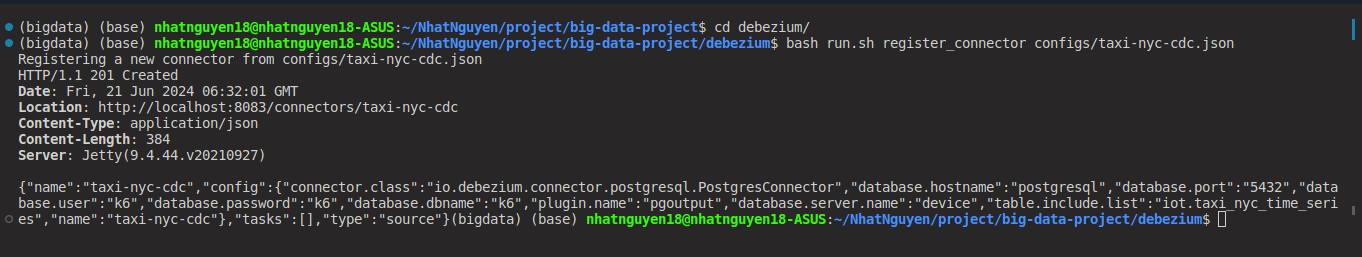 (bigdata) (base) nhatnguyen18@nhatnguyen18-ASUS:~/NhatNguyen/project/big-data-project$ cd debezium/
(bigdata) (base) nhatnguyen18@nhatnguyen18-ASUS:~/NhatNguyen/project/big-data-project/debezium$ bash run.sh register_connector configs/taxi-nyc-cdc.json
Registering a new connector from configs/taxi-nyc-cdc.json
HTTP/1.1 201 Created
Date: Fri, 21 Jun 2024 06:32:01 GMT
Location: http://localhost:8083/connectors/taxi-nyc-cdc
Content-Type: application/json
Content-Length: 384
Server: Jetty(9.4.44.v20210927)

{"name":"taxi-nyc-cdc","config":{"connector.class":"io.debezium.connector.postgresql.PostgresConnector","database.hostname":"postgresql","database.port":"5432","data
base.user":"k6","database.password":"k6","database.dbname":"k6","plugin.name":"pgoutput","database.server.name":"device","table.include.list":"iot.taxi_nyc_time_seri
es","name":"taxi-nyc-cdc"},"tasks":[],"type":"source"}(bigdata) (base) nhatnguyen18@nhatnguyen18-ASUS:~/NhatNguyen/project/big-data-project/debezium$